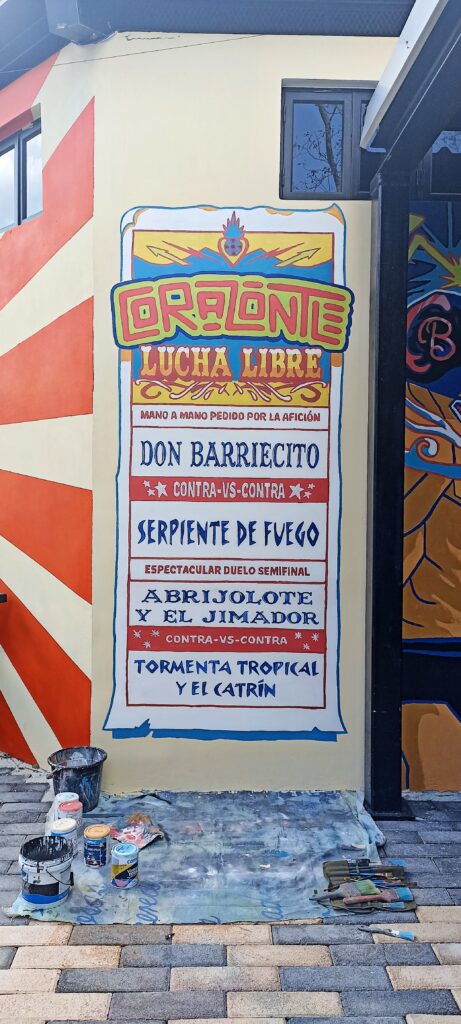 CORAZÓNTE
LUCHA LIBRE
MANO A MANO PEDIDO POR LA AFICIÓN
DON BARRIECITO
CONTRA-VS-CONTRA
SERPIENTE DE FUEGO
ESPECTACULAR DUELO SEMIFINAL
ABRIJOLOTE
Y EL JIMADOR
CONTRA-VS-CONTRA
TORMENTA TROPICAL
Y EL CATRÍN
B